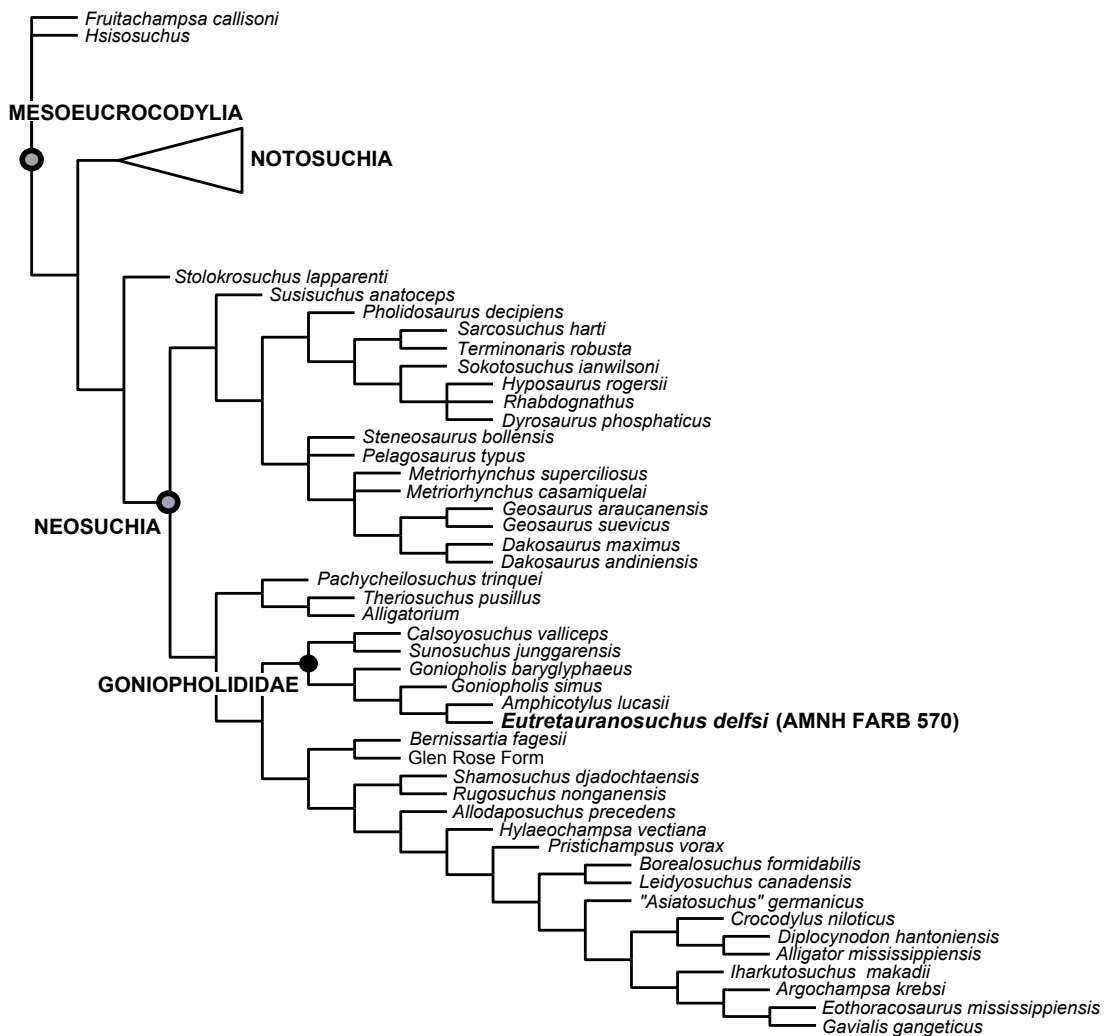 Fruitachampsa callisoni
Hsisosuchus
MESOEUCROCODYLIA
NOTOSUCHIA
Stolokrosuchus lapparenti
Susisuchus anatoceps
Pholidosaurus decipiens
Sarcosuchus harti
Terminonaris robusta
Sokotosuchus ianwilsoni
Hyposaurus rogersii
Rhabdognathus
Dyrosaurus phosphaticus
Steneosaurus bollensis
Pelagosaurus typus
Metriorhynchus superciliosus
Metriorhynchus casamiquelai
Geosaurus araucanensis
Geosaurus suevicus
NEOSUCHIA
Dakosaurus maximus
Dakosaurus andiniensis
Pachycheilosuchus trinquei
Theriosuchus pusillus
Alligatorium
Calsoyosuchus valliceps
Sunosuchus junggarensis
Goniopholis baryglyphaeus
GONIOPHOLIDIDAE
Goniopholis simus
Amphicotylus lucasii
Eutretauranosuchus delfsi (AMNH FARB 570)
Bernissartia fagesii
Glen Rose Form
Shamosuchus djadochtaensis
Rugosuchus nonganensis
Allodaposuchus precedens
Hylaeochampsa vectiana
Pristichampsus vorax
Borealosuchus formidabilis
Leidyosuchus canadensis
"Asiatosuchus" germanicus
Crocodylus niloticus
Diplocynodon hantoniensis
Alligator mississippiensis
Iharkutosuchus makadii
Argochampsa krebsi
Eothoracosaurus mississippiensis
Gavialis gangeticus